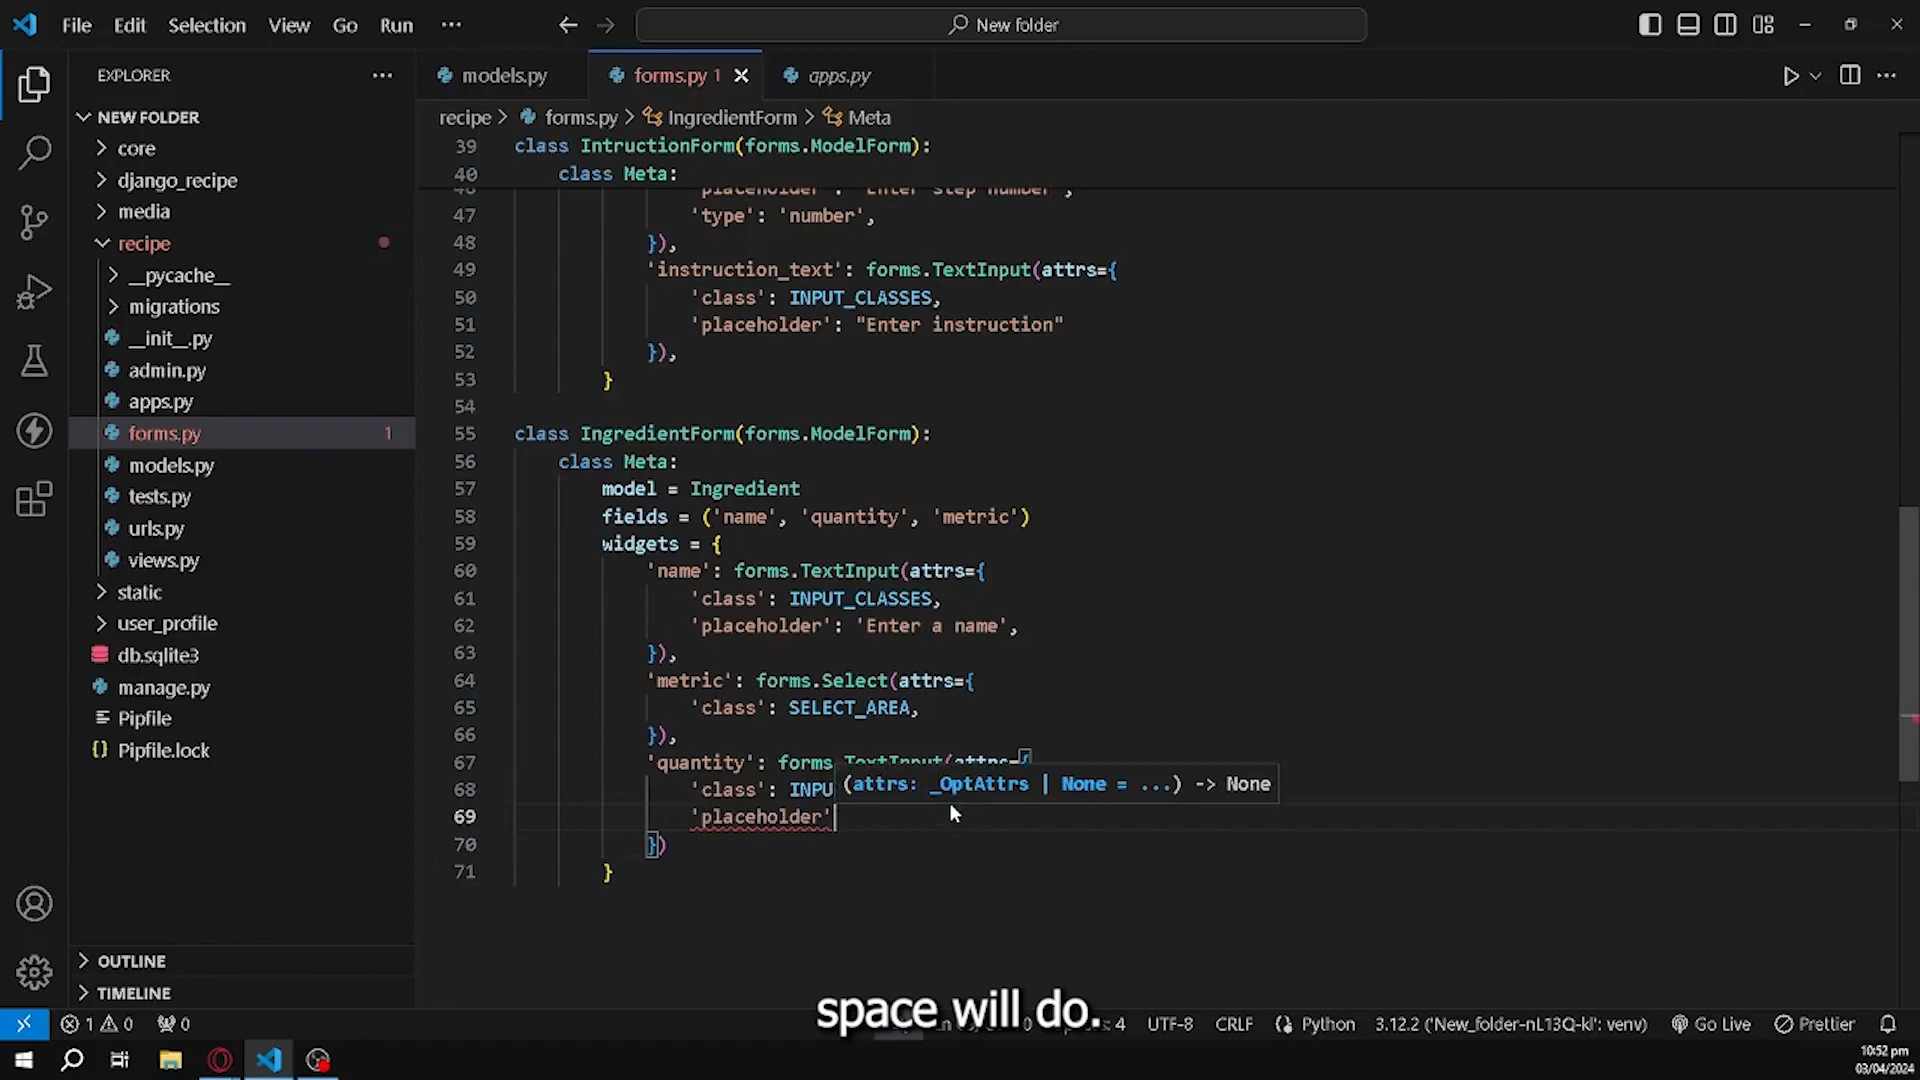 File Edit Selection View Go Run ···
New folder
EXPLORER ···
models.py forms.py 1 apps.py
NEW FOLDER
recipe > forms.py > IngredientForm > Meta
core
django_recipe
media
recipe
__pycache__
migrations
__init__.py
admin.py
apps.py
forms.py 1
models.py
tests.py
urls.py
views.py
static
user_profile
db.sqlite3
manage.py
Pipfile
Pipfile.lock
OUTLINE
TIMELINE
39 class IntructionForm(forms.ModelForm):
40 class Meta:
'placeholder': 'Enter step number',
47 'type': 'number',
48 }),
49 'instruction_text': forms.TextInput(attrs={
50 'class': INPUT_CLASSES,
51 'placeholder': "Enter instruction"
52 }),
53 }
54
55 class IngredientForm(forms.ModelForm):
56 class Meta:
57 model = Ingredient
58 fields = ('name', 'quantity', 'metric')
59 widgets = {
60 'name': forms.TextInput(attrs={
61 'class': INPUT_CLASSES,
62 'placeholder': 'Enter a name',
63 }),
64 'metric': forms.Select(attrs={
65 'class': SELECT_AREA,
66 }),
67 'quantity': forms.TextInput(attrs={
68 'class': INPU
(attrs: _OptAttrs | None = ...) -> None
69 'placeholder'
70 })
71 }
space will do.
1 0 0 4 UTF-8 CRLF Python 3.12.2 ('New_folder-nL13Q-kl': venv) Go Live Prettier
10:52 pm
03/04/2024